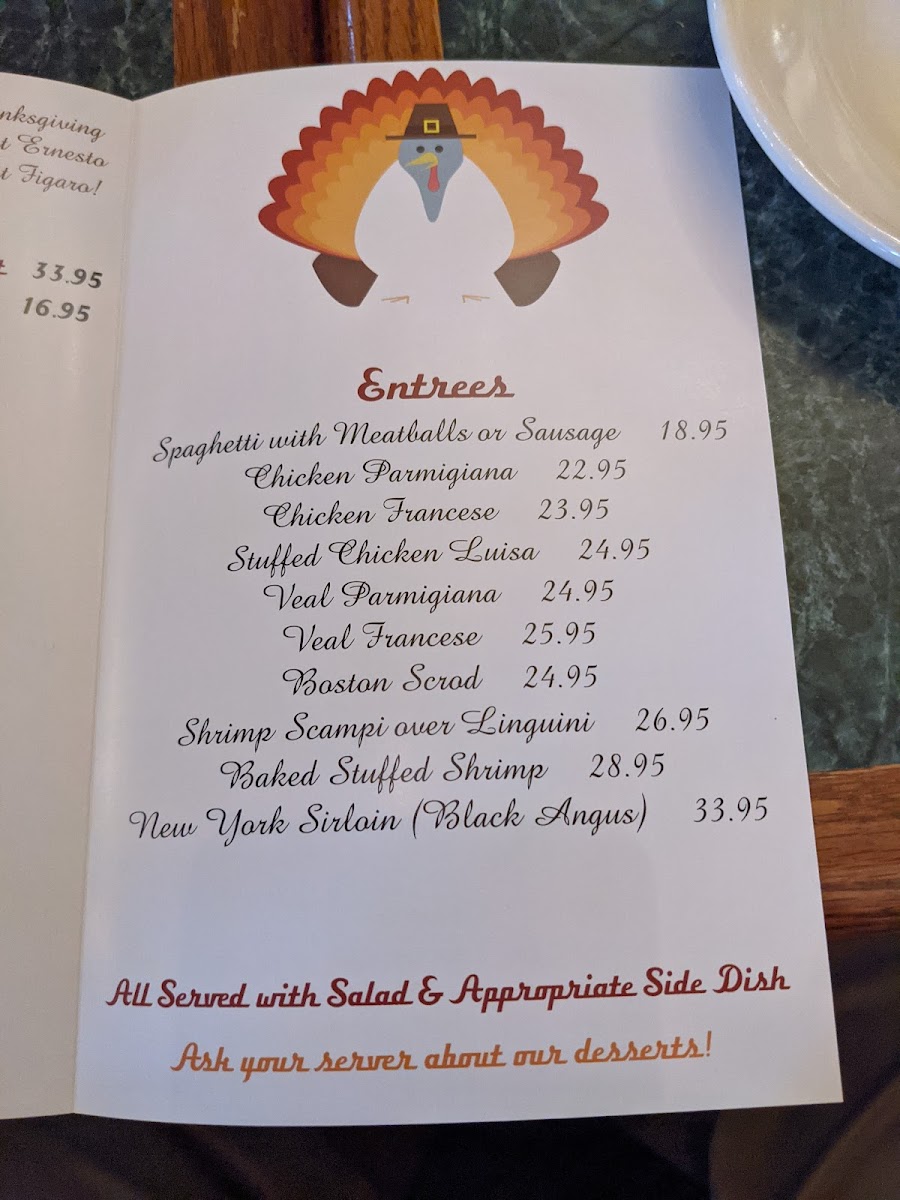 nksgiving
t Ernesto
t Figaro!
33.95
16.95
Entrees
Spaghetti with Meatballs or Sausage 18.95
Chicken Parmigiana 22.95
Chicken Francese 23.95
Stuffed Chicken Luisa 24.95
Veal Parmigiana 24.95
Veal Francese 25.95
Boston Scrod 24.95
Shrimp Scampi over Linguini 26.95
Baked Stuffed Shrimp 28.95
New York Sirloin (Black Angus) 33.95
All Served with Salad & Appropriate Side Dish
Ask your server about our desserts!